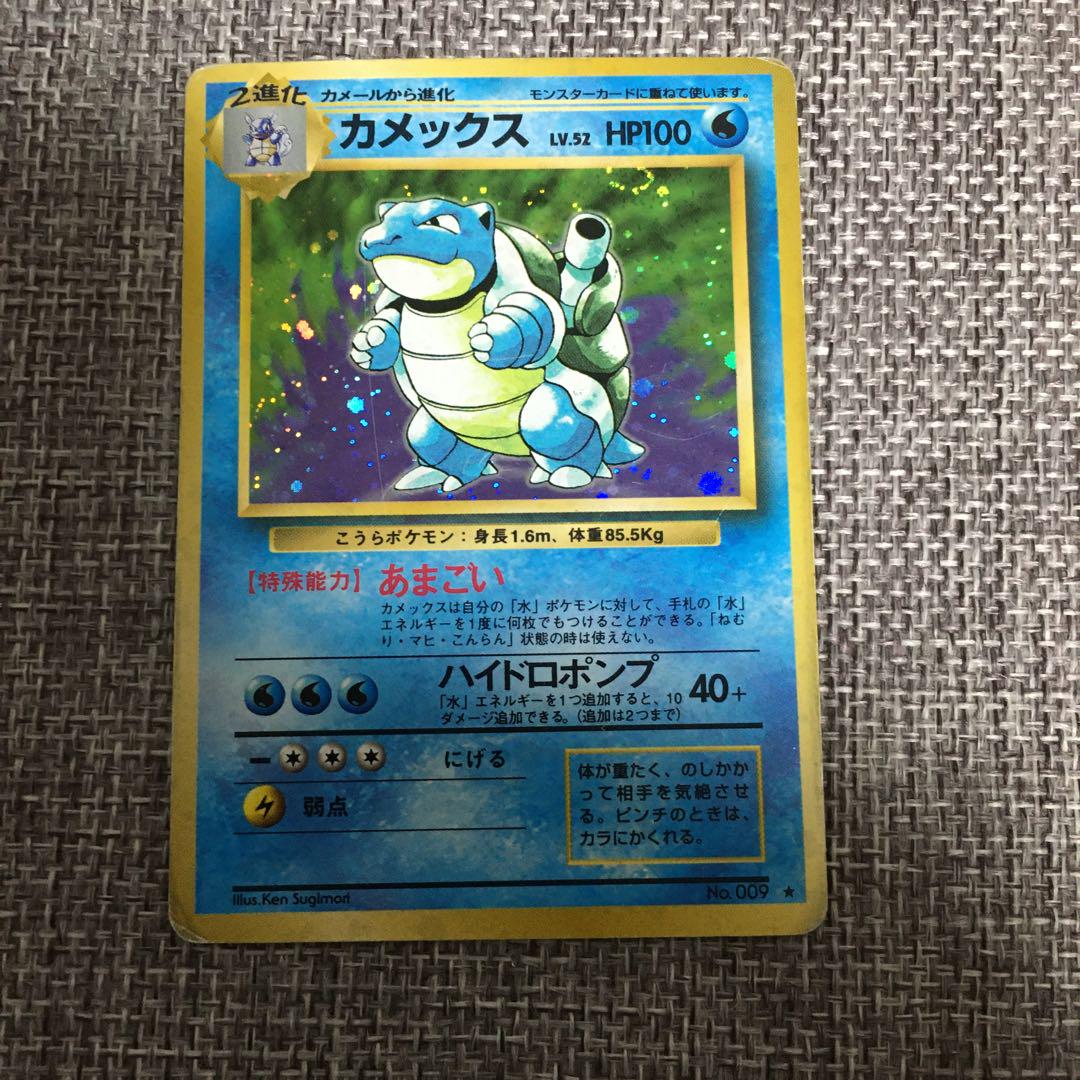 2進化 カメールから進化 モンスターカードに重ねて使います。
カメックス LV.52 HP100
こうらポケモン：身長1.6m、体重85.5Kg
【特殊能力】あまごい
カメックスは自分の「水」ポケモンに対して、手札の「水」
エネルギーを1度に何枚でもつけることができる。「ねむ
り・マヒ・こんらん」状態の時は使えない。
ハイドロポンプ 40+
「水」エネルギーを1つ追加すると、10
ダメージ追加できる。（追加は2つまで）
ー にげる
弱点
体が重たく、のしかか
って相手を気絶させ
る。ピンチのときは、
カラにかくれる。
Illus.Ken Sugimori No. 009 ★